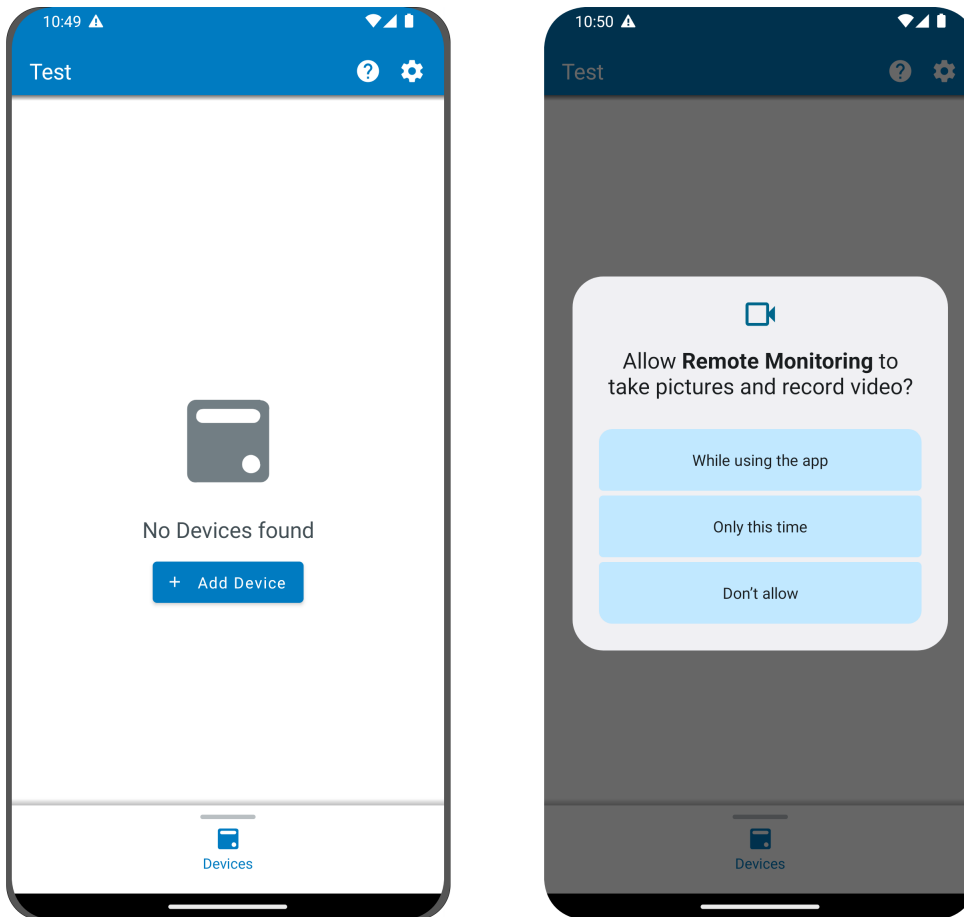 10:49
Test
No Devices found
+ Add Device
Devices
10:50
Test
Allow Remote Monitoring to
take pictures and record video?
While using the app
Only this time
Don’t allow
Devices